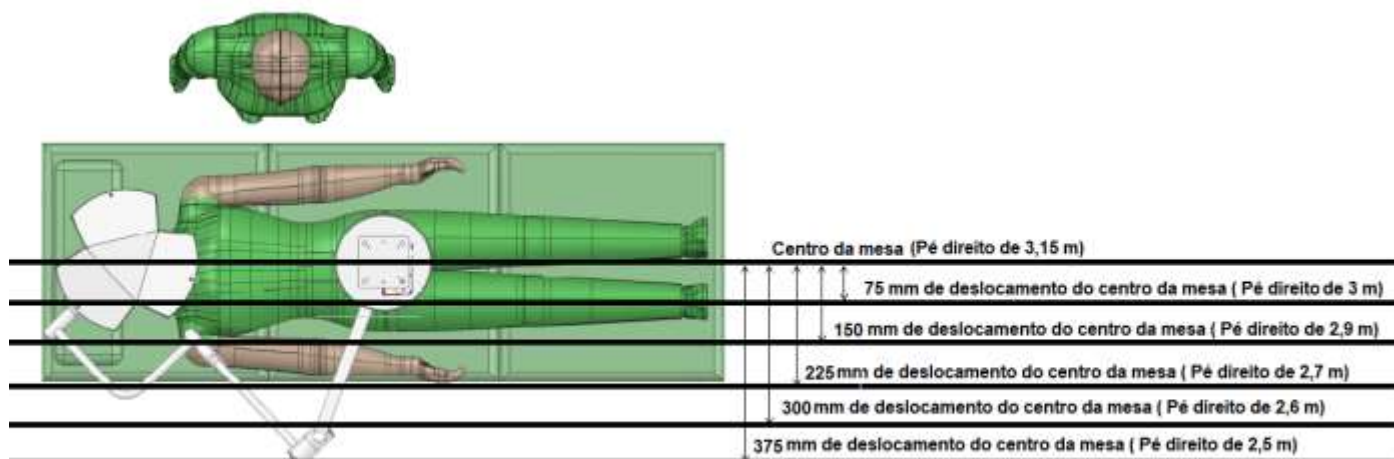 Centro da mesa (Pé direito de 3,15 m)
75 mm de deslocamento do centro da mesa ( Pé direito de 3 m)
150 mm de deslocamento do centro da mesa ( Pé direito de 2,9 m)
225 mm de deslocamento do centro da mesa ( Pé direito de 2,7 m)
300 mm de deslocamento do centro da mesa ( Pé direito de 2,6 m)
375 mm de deslocamento do centro da mesa ( Pé direito de 2,5 m)